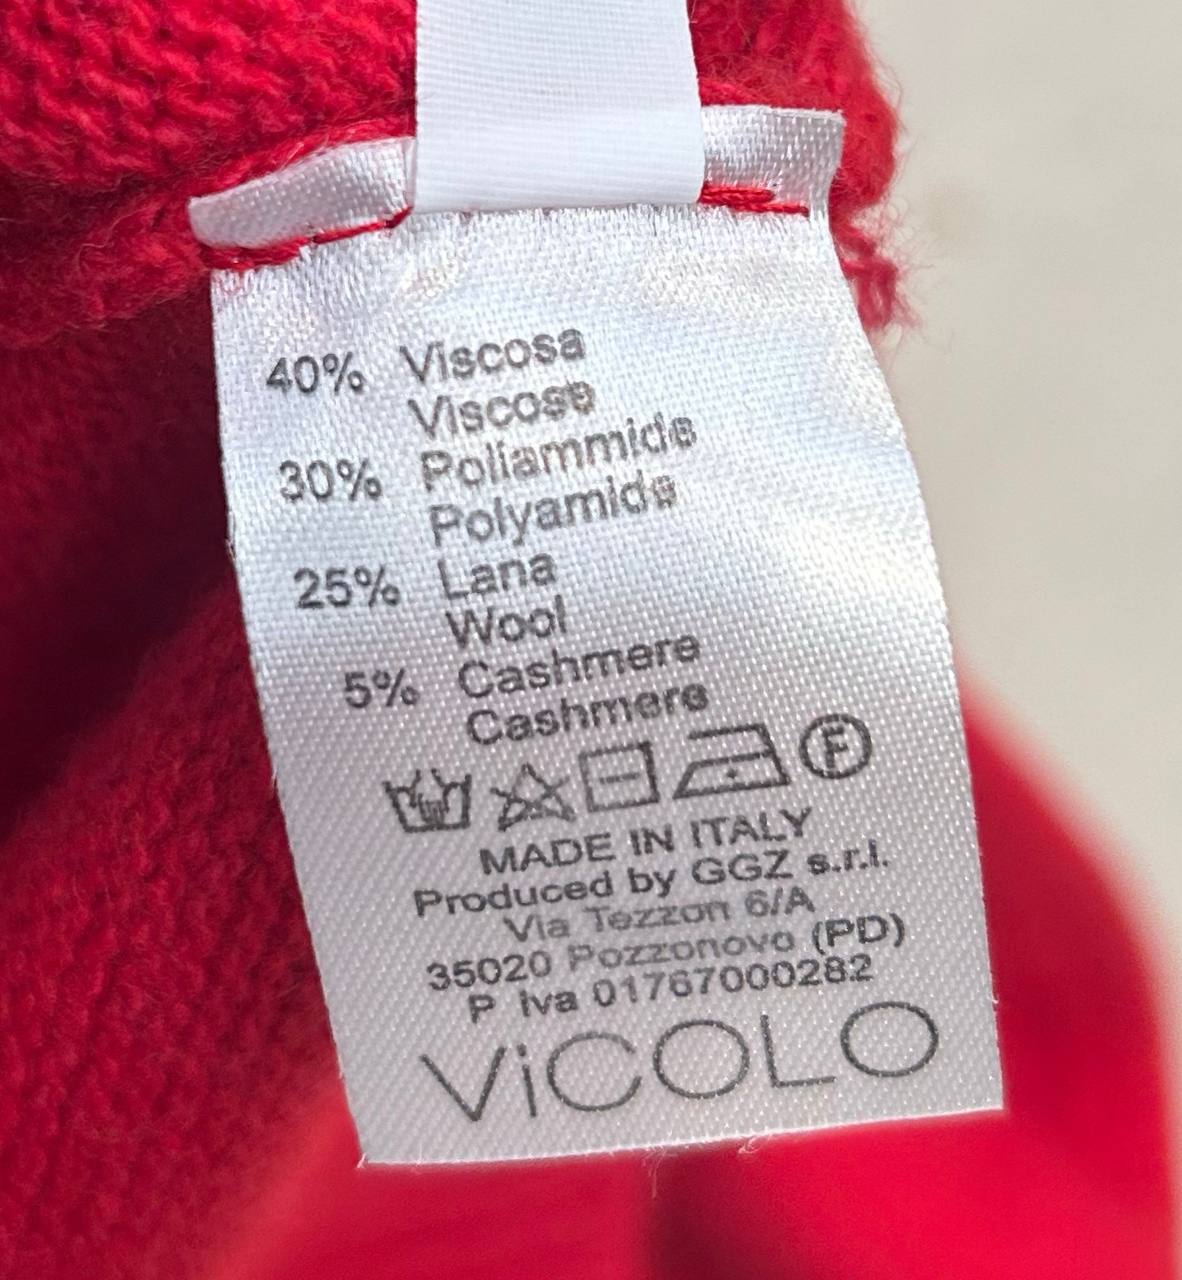 40% Viscosa
Viscose
30% Poliammide
Polyamide
25% Lana
Wool
5% Cashmere
Cashmere
F
MADE IN ITALY
Produced by GGZ s.r.l.
Via Tezzon 6/A
35020 Pozzonovo (PD)
P Iva 01767000282
ViCOLO